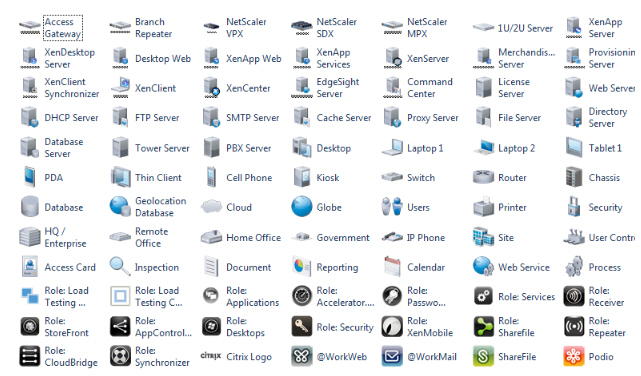 Access Gateway
Branch Repeater
NetScaler VPX
NetScaler SDX
NetScaler MPX
1U/2U Server
XenApp Server
XenDesktop Server
Desktop Web
XenApp Web
XenApp Services
XenServer
Merchandis... Server
Provisionin Server
XenClient Synchronizer
XenClient
XenCenter
EdgeSight Server
Command Center
License Server
Web Server
DHCP Server
FTP Server
SMTP Server
Cache Server
Proxy Server
File Server
Directory Server
Database Server
Tower Server
PBX Server
Desktop
Laptop 1
Laptop 2
Tablet 1
PDA
Thin Client
Cell Phone
Kiosk
Switch
Router
Chassis
Database
Geolocation Database
Cloud
Globe
Users
Printer
Security
HQ / Enterprise
Remote Office
Home Office
Government
IP Phone
Site
User Contro
Access Card
Inspection
Document
Reporting
Calendar
Web Service
Process
Role: Load Testing ...
Role: Load Testing C...
Role: Applications
Role: Accelerator....
Role: Passwo...
Role: Services
Role: Receiver
Role: StoreFront
Role: AppControl...
Role: Desktops
Role: Security
Role: XenMobile
Role: ShareFile
Role: Repeater
Role: CloudBridge
Role: Synchronizer
CİTRIX Citrix Logo
@WorkWeb
@WorkMail
S ShareFile
Podio